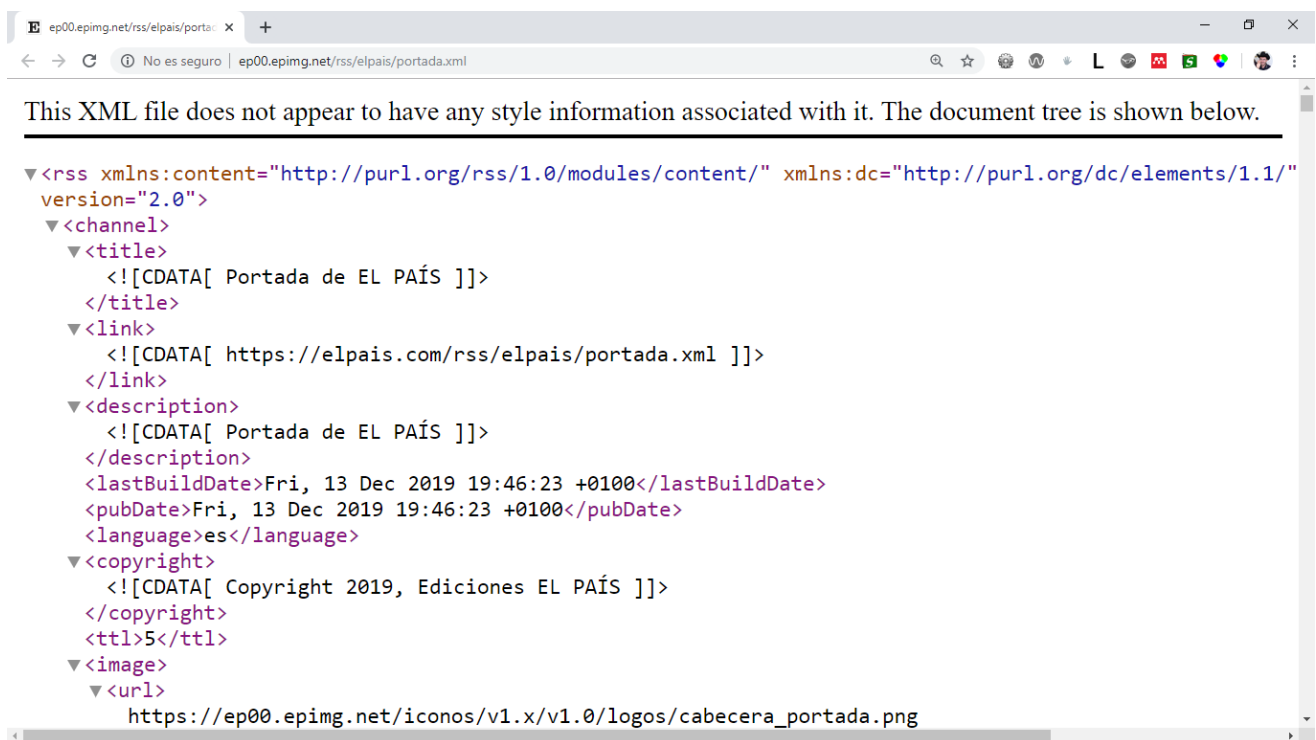 ep00.epimg.net/rss/elpais/portad
No es seguro | ep00.epimg.net/rss/elpais/portada.xml
This XML file does not appear to have any style information associated with it. The document tree is shown below.
<rss xmlns:content="http://purl.org/rss/1.0/modules/content/" xmlns:dc="http://purl.org/dc/elements/1.1/"
version="2.0">
<channel>
<title>
<![CDATA[ Portada de EL PAÍS ]]>
</title>
<link>
<![CDATA[ https://elpais.com/rss/elpais/portada.xml ]]>
</link>
<description>
<![CDATA[ Portada de EL PAÍS ]]>
</description>
<lastBuildDate>Fri, 13 Dec 2019 19:46:23 +0100</lastBuildDate>
<pubDate>Fri, 13 Dec 2019 19:46:23 +0100</pubDate>
<language>es</language>
<copyright>
<![CDATA[ Copyright 2019, Ediciones EL PAÍS ]]>
</copyright>
<ttl>5</ttl>
<image>
<url>
https://ep00.epimg.net/iconos/v1.x/v1.0/logos/cabecera_portada.png